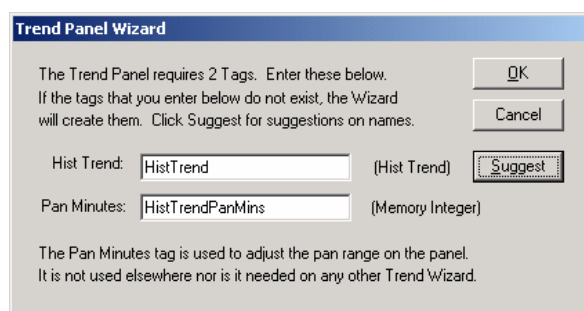 Trend Panel Wizard
The Trend Panel requires 2 Tags. Enter these below.
If the tags that you enter below do not exist, the Wizard
will create them. Click Suggest for suggestions on names.
OK
Cancel
Hist Trend: HistTrend (Hist Trend) Suggest
Pan Minutes: HistTrendPanMins (Memory Integer)
The Pan Minutes tag is used to adjust the pan range on the panel.
It is not used elsewhere nor is it needed on any other Trend Wizard.